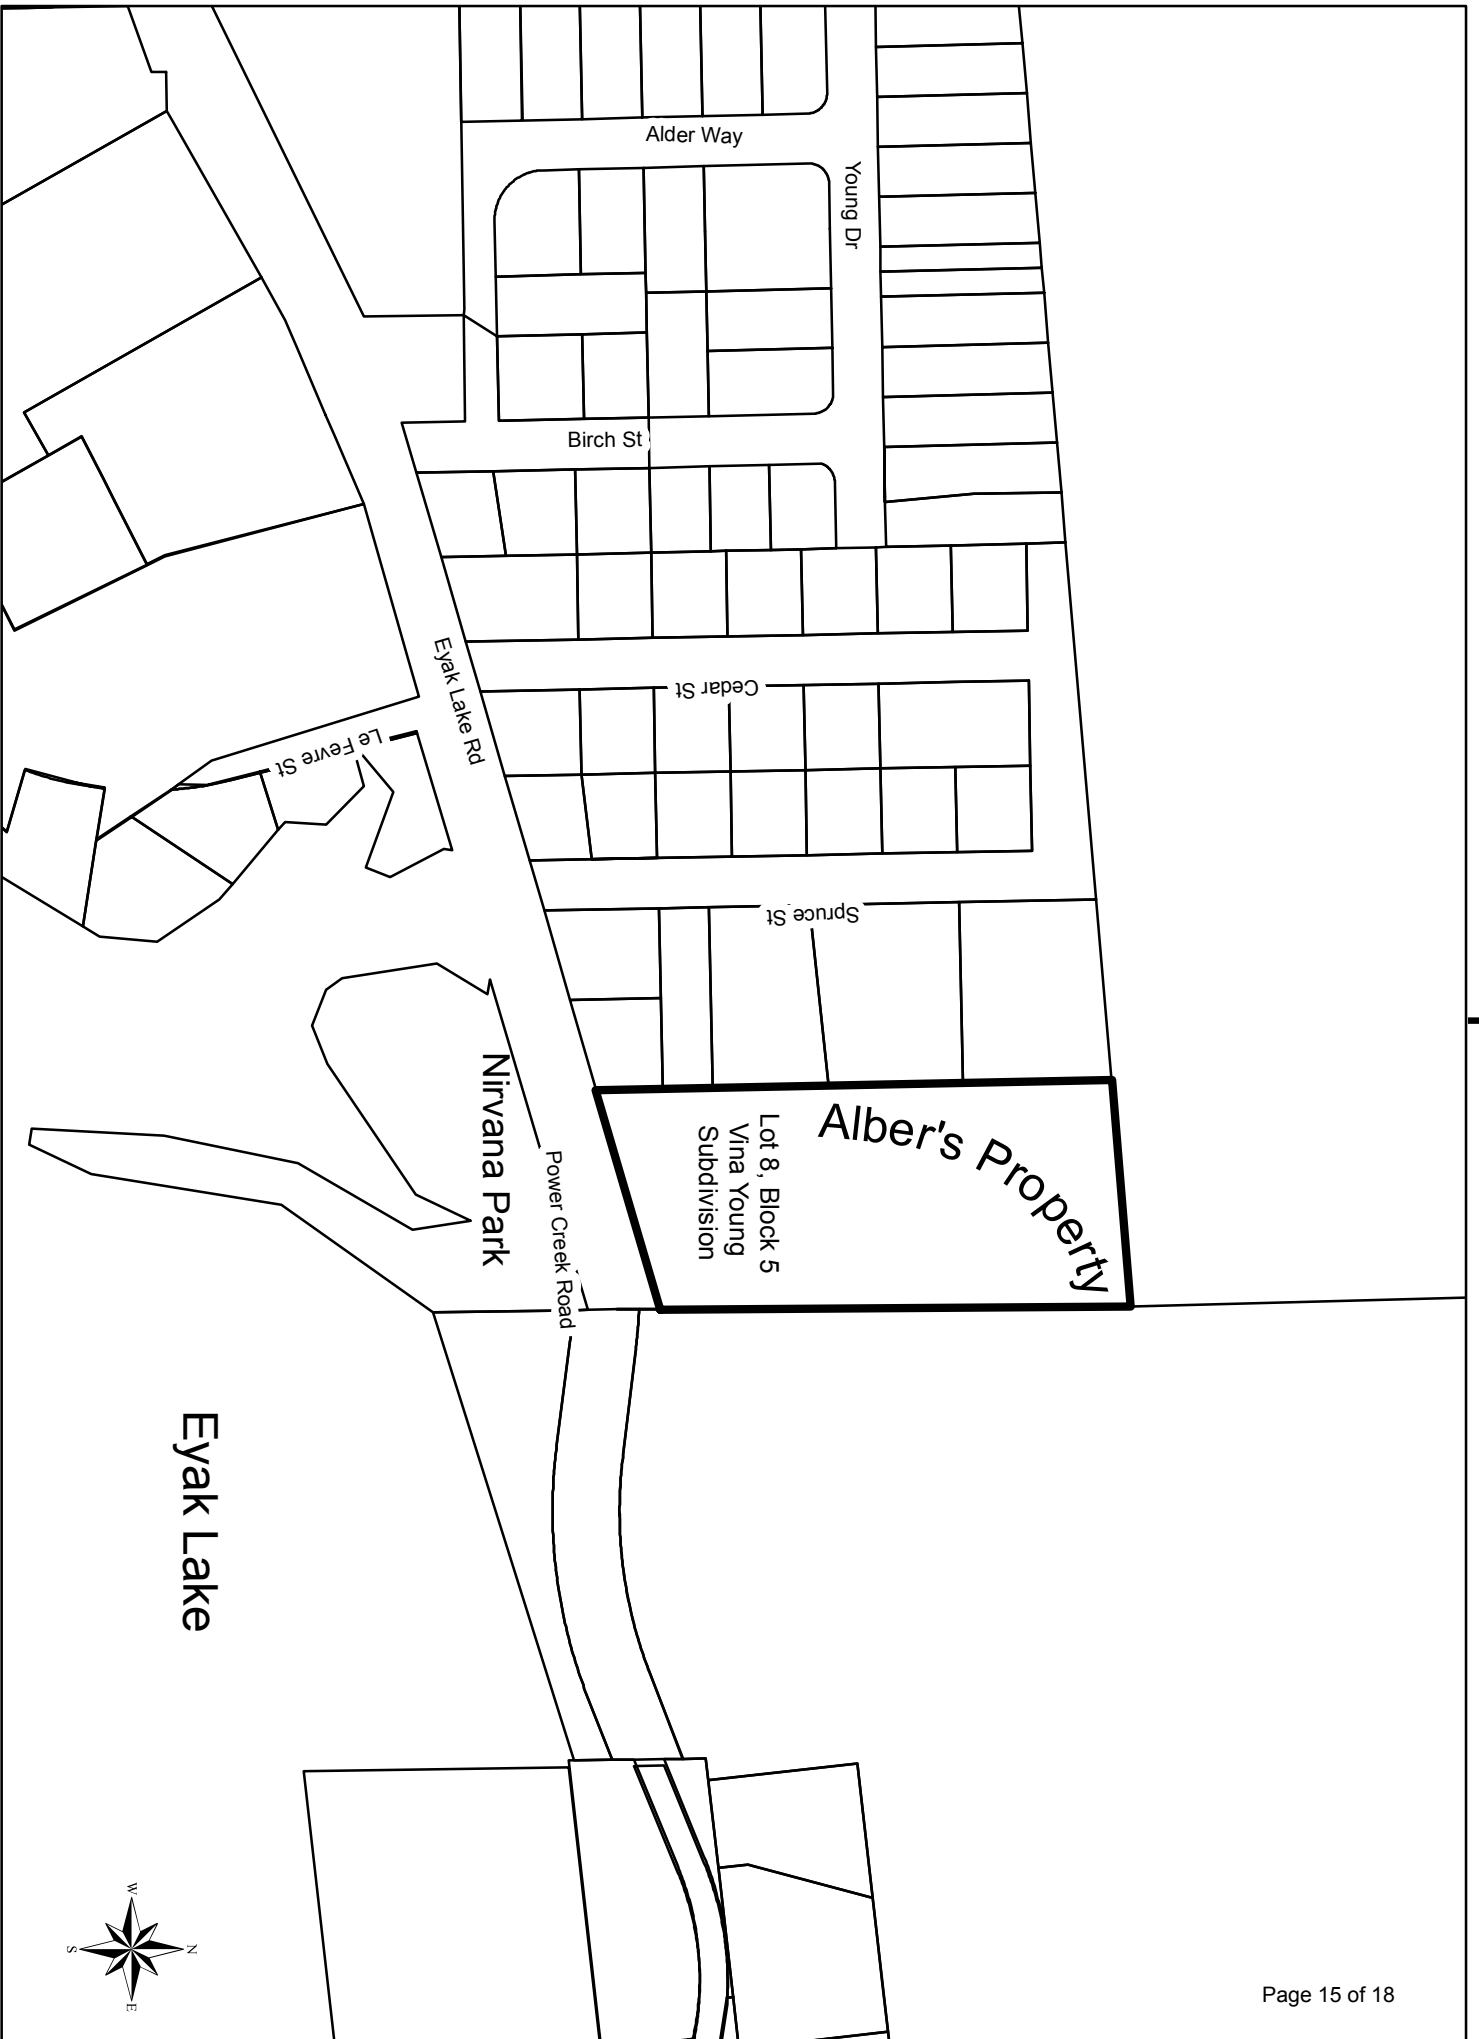 Alder Way
Young Dr
Birch St
Eyak Lake Rd
Cedar St
Le Fevre St
Spruce St
Nirvana Park
Power Creek Road
Alber's Property
Lot 8, Block 5
Vina Young
Subdivision
Eyak Lake
W
N
S
E
Page 15 of 18